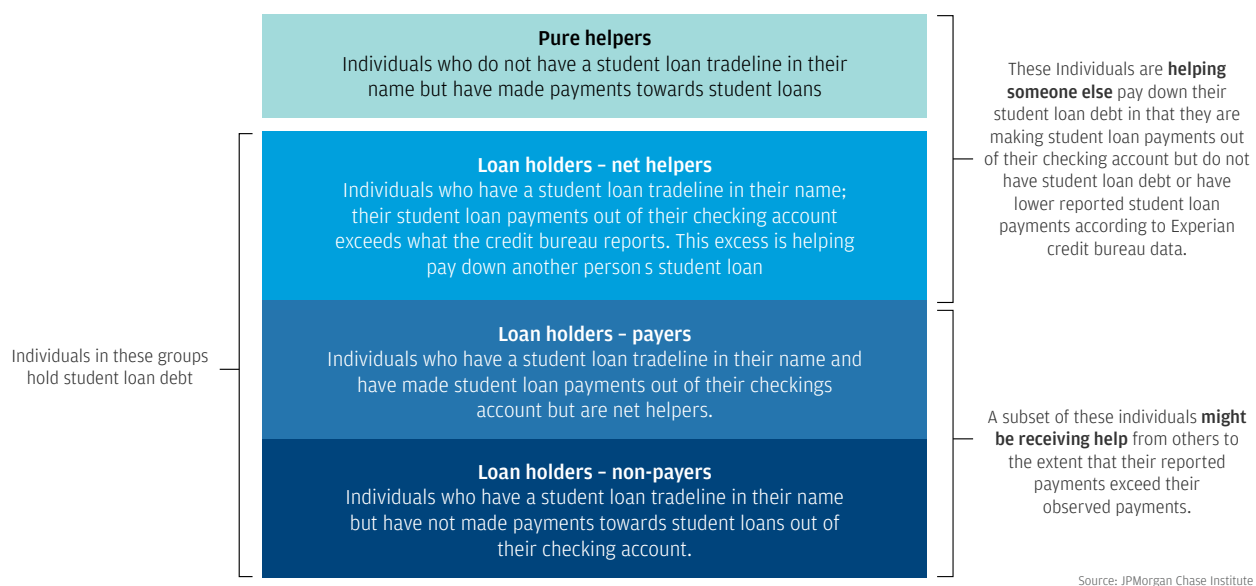 Pure helpers
Individuals who do not have a student loan tradeline in their
name but have made payments towards student loans
Loan holders – net helpers
Individuals who have a student loan tradeline in their name;
their student loan payments out of their checking account
exceeds what the credit bureau reports. This excess is helping
pay down another person s student loan
Loan holders – payers
Individuals who have a student loan tradeline in their name and
have made student loan payments out of their checkings
account but are net helpers.
Loan holders – non-payers
Individuals who have a student loan tradeline in their name
but have not made payments towards student loans out of
their checking account.
Individuals in these groups
hold student loan debt
These Individuals are helping
someone else pay down their
student loan debt in that they are
making student loan payments out
of their checking account but do not
have student loan debt or have
lower reported student loan
payments according to Experian
credit bureau data.
A subset of these individuals might
be receiving help from others to
the extent that their reported
payments exceed their
observed payments.
Source: JPMorgan Chase Institute